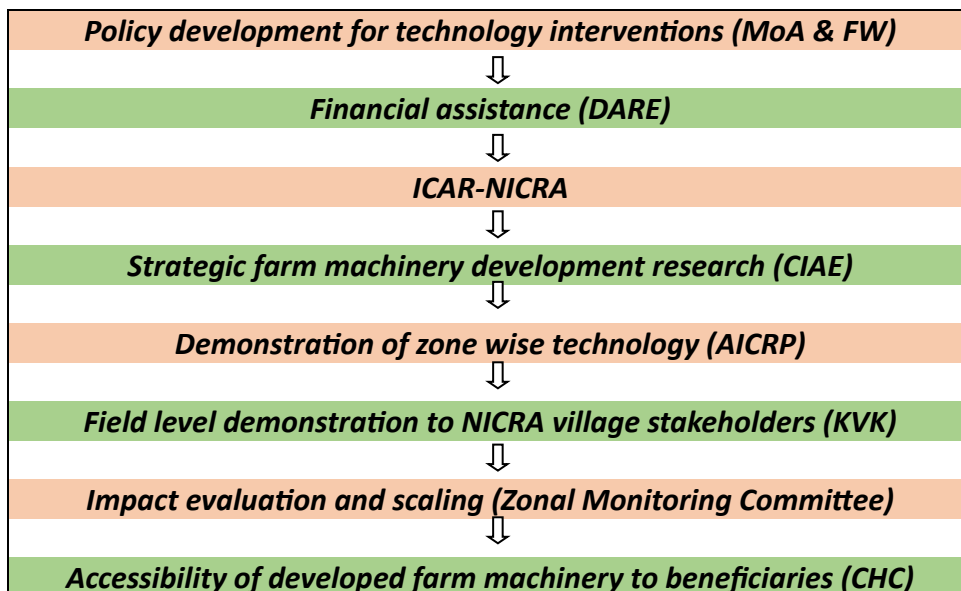 Policy development for technology interventions (MoA & FW)
Financial assistance (DARE)
ICAR-NICRA
Strategic farm machinery development research (CIAE)
Demonstration of zone wise technology (AICRP)
Field level demonstration to NICRA village stakeholders (KVK)
Impact evaluation and scaling (Zonal Monitoring Committee)
Accessibility of developed farm machinery to beneficiaries (CHC)